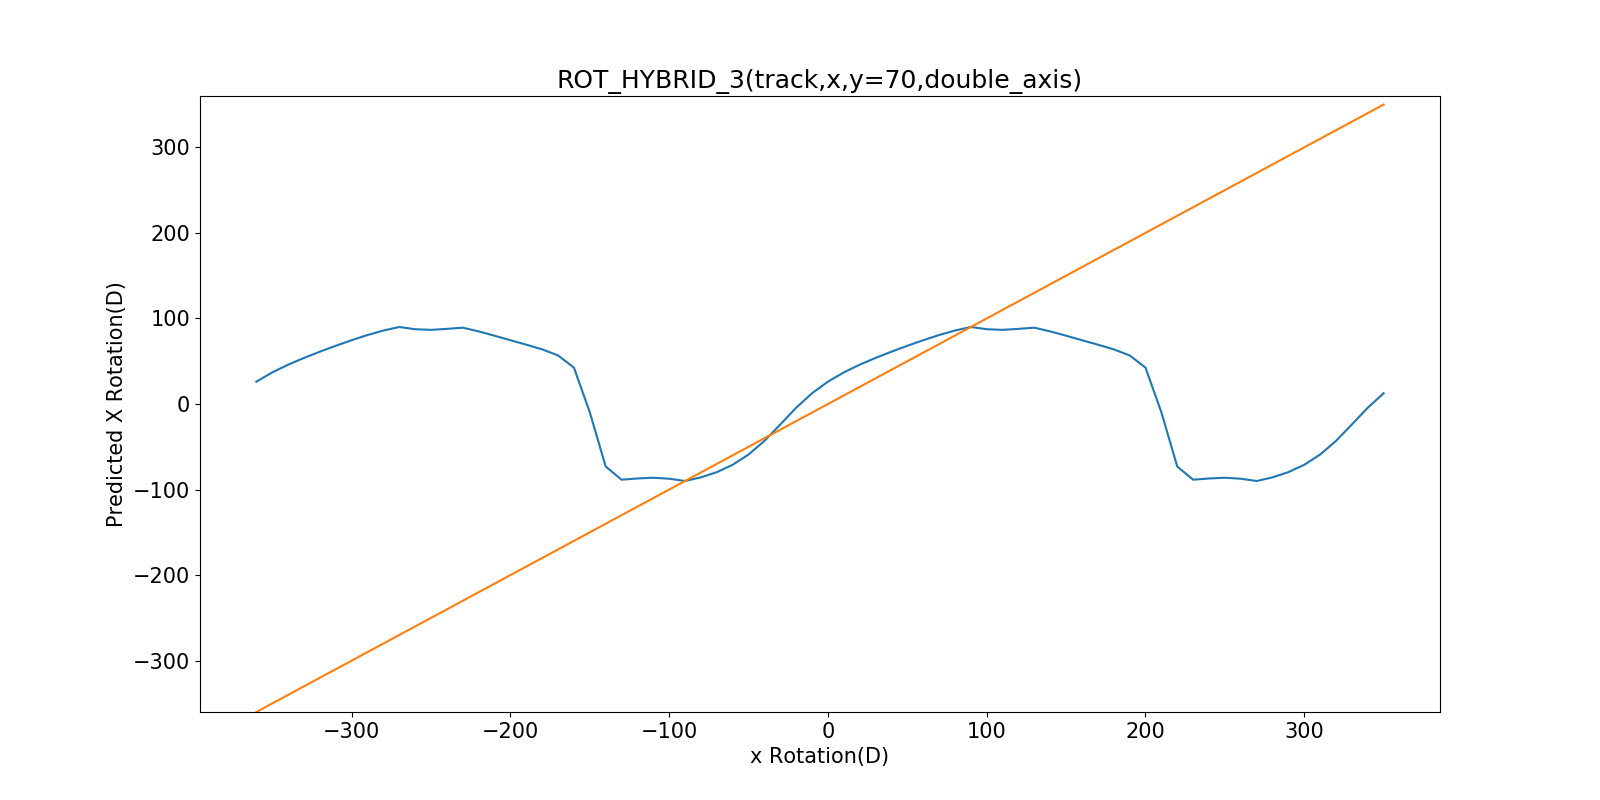 ROT_HYBRID_3(track,x,y=70,double_axis)
300
200
100
0
−100
−200
−300
Predicted X Rotation(D)
−300 −200 −100 0 100 200 300
x Rotation(D)